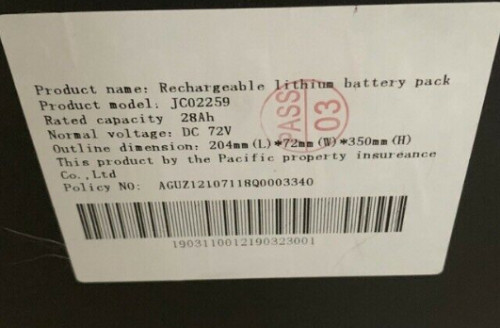 Product name: Rechargeable lithium battery pack
Product model: JC02259
Rated capacity 28Ah
Normal voltage: DC 72V
Outline dimension: 204mm(L)*72mm(W)*350mm(H)
This product by the Pacific property insureance
Co.,Ltd
Policy NO: AGUZ12107118Q0003340
PASS
03
1903110012190323001